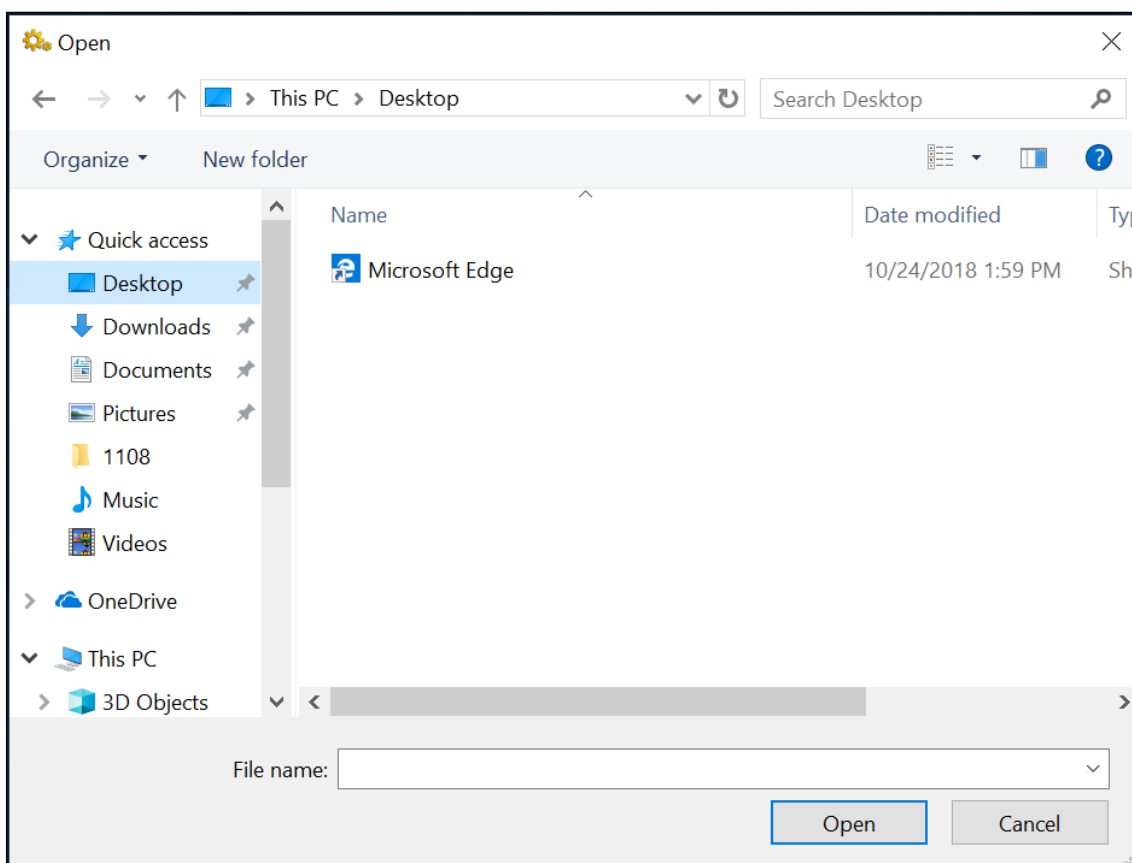 Open
This PC > Desktop
Search Desktop
Organize
New folder
Name
Date modified
Ty
Quick access
Desktop
Microsoft Edge
10/24/2018 1:59 PM
Sh
Downloads
Documents
Pictures
1108
Music
Videos
OneDrive
This PC
3D Objects
File name:
Open
Cancel